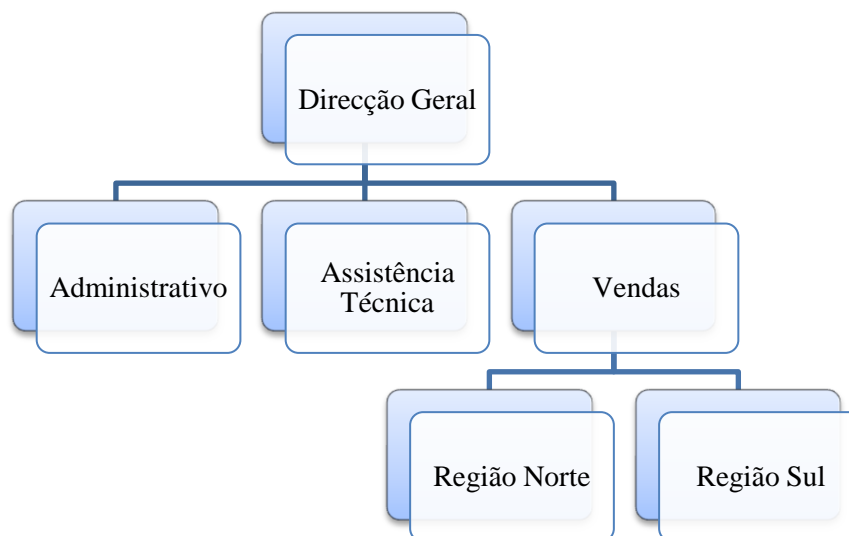 Direcção Geral
Administrativo
Assistência
Técnica
Vendas
Região Norte
Região Sul